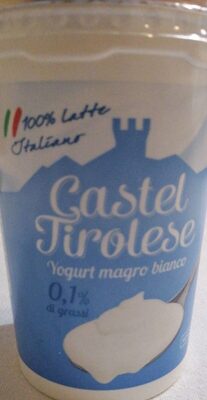 100% Latte
Italiano
Castel
Tirolese
Yogurt magro bianco
0,1%
di grassi